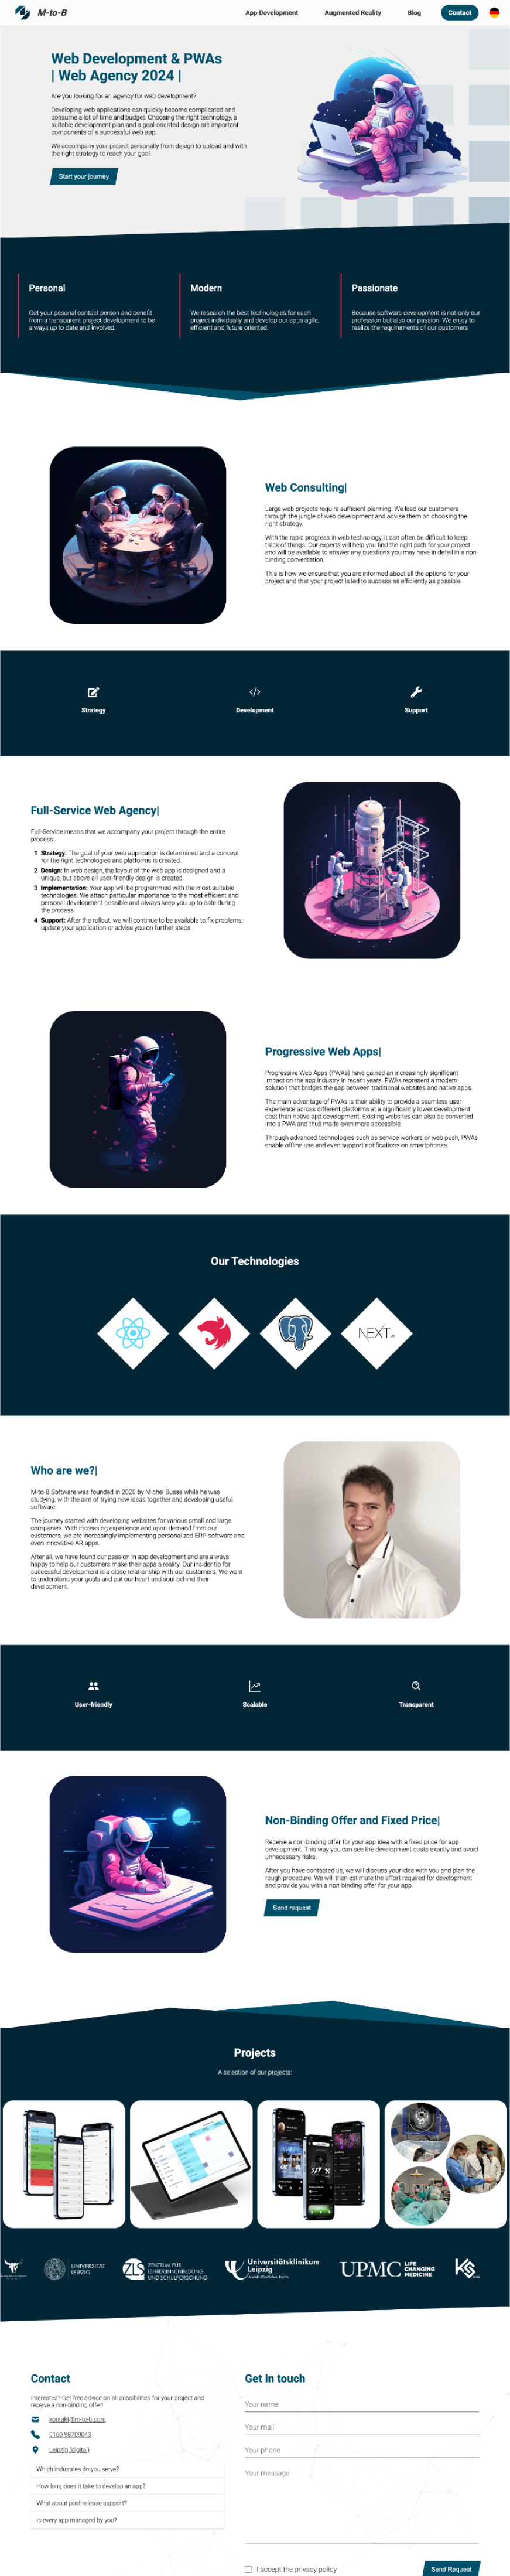 M-to-B
App Development
Augmented Reality
Blog
Contact
Web Development & PWAs
| Web Agency 2024 |
Are you looking for an agency for web development?
Developing web applications can quickly become complicated and
consume a lot of time and budget. Choosing the right technology, a
suitable development plan and a goal-oriented design are important
components of a successful web app.
We accompany your project personally from design to upload and with
the right strategy to reach your goal.
Start your journey
Personal
Get your pesonal contact person and benefit
from a transparent project development to be
always up to date and involved.
Modern
We research the best technologies for each
project individually and develop our apps agile,
efficient and future oriented.
Passionate
Because software development is not only our
profession but also our passion. We enjoy to
realize the requirements of our customers
Web Consulting|
Large web projects require sufficient planning. We lead our customers
through the jungle of web development and advise them on choosing the
right strategy.
With the rapid progress in web technology, it can often be difficult to keep
track of things. Our experts will help you find the right path for your project
and will be available to answer any questions you may have in detail in a non-
binding conversation.
This is how we ensure that you are informed about all the options for your
project and that your project is led to success as efficiently as possible.
Strategy
Development
Support
Full-Service Web Agency|
Full-Service means that we accompany your project through the entire
process:
1 Strategy: The goal of your web application is determined and a concept
for the right technologies and platforms is created.
2 Design: In web design, the layout of the web app is designed and a
unique, but above all user-friendly design is created.
3 Implementation: Your app will be programmed with the most suitable
technologies. We attach particular importance to the most efficient and
personal development possible and always keep you up to date during
the process.
4 Support: After the rollout, we will continue to be available to fix problems,
update your application or advise you on further steps .
Progressive Web Apps|
Progressive Web Apps (PWAs) have gained an increasingly significant
impact on the app industry in recent years. PWAs represent a modern
solution that bridges the gap between traditional websites and native apps.
The main advantage of PWAs is their ability to provide a seamless user
experience across different platforms at a significantly lower development
cost than native app development. Existing websites can also be converted
into a PWA and thus made even more accessible.
Through advanced technologies such as service workers or web push, PWAs
enable offline use and even support notifications on smartphones.
Our Technologies
NEXT.JS
Who are we?|
M-to-B Software was founded in 2020 by Michel Busse while he was
studying, with the aim of trying new ideas together and developing useful
software.
The journey started with developing websites for various small and large
companies. With increasing experience and upon demand from our
customers, we are increasingly implementing personalized ERP software and
even innovative AR apps.
After all, we have found our passion in app development and are always
happy to help our customers make their apps a reality. Our insider tip for
successful development is a close relationship with our customers. We want
to understand your goals and put our heart and soul behind their
development.
User-friendly
Scalable
Transparent
Non-Binding Offer and Fixed Price|
Receive a non-binding offer for your app idea with a fixed price for app
development. This way you can see the development costs exactly and avoid
unnecessary risks.
After you have contacted us, we will discuss your idea with you and plan the
rough procedure. We will then estimate the effort required for development
and provide you with a non binding offer for your app.
Send request
Projects
A selection of our projects:
UNIVERSITÄT
LEIPZIG
ZLS ZENTRUM FÜR
LEHRER:INNENBILDUNG
UND SCHULFORSCHUNG
Universitätsklinikum
Leipzig
UPMC LIFE
CHANGING
MEDICINE
Contact
Interested? Get free advice on all possibilities for your project and
receive a non-binding offer!
kontakt@m-to-b.com
0160 98709043
Leipzig (digital)
Which industries do you serve?
How long does it take to develop an app?
What about post-release support?
Is every app managed by you?
Get in touch
Your name
Your mail
Your phone
Your message
I accept the privacy policy
Send Request